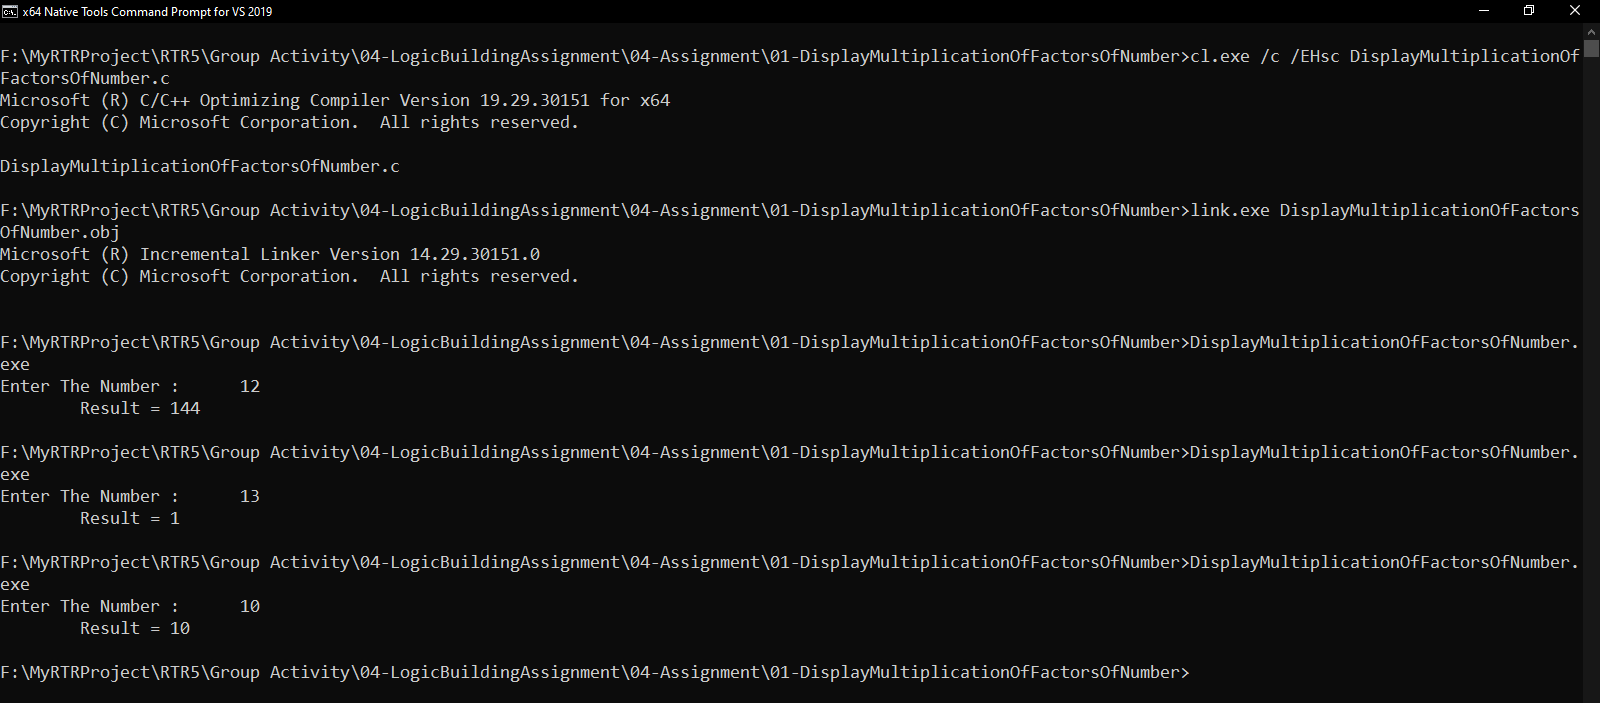 x64 Native Tools Command Prompt for VS 2019
F:\MyRTRProject\RTR5\Group Activity\04-LogicBuildingAssignment\04-Assignment\01-DisplayMultiplicationOfFactorsOfNumber>cl.exe /c /EHsc DisplayMultiplicationOf
FactorsOfNumber.c
Microsoft (R) C/C++ Optimizing Compiler Version 19.29.30151 for x64
Copyright (C) Microsoft Corporation.  All rights reserved.
DisplayMultiplicationOfFactorsOfNumber.c
F:\MyRTRProject\RTR5\Group Activity\04-LogicBuildingAssignment\04-Assignment\01-DisplayMultiplicationOfFactorsOfNumber>link.exe DisplayMultiplicationOfFactors
OfNumber.obj
Microsoft (R) Incremental Linker Version 14.29.30151.0
Copyright (C) Microsoft Corporation.  All rights reserved.
F:\MyRTRProject\RTR5\Group Activity\04-LogicBuildingAssignment\04-Assignment\01-DisplayMultiplicationOfFactorsOfNumber>DisplayMultiplicationOfFactorsOfNumber.
exe
Enter The Number :      12
        Result = 144
F:\MyRTRProject\RTR5\Group Activity\04-LogicBuildingAssignment\04-Assignment\01-DisplayMultiplicationOfFactorsOfNumber>DisplayMultiplicationOfFactorsOfNumber.
exe
Enter The Number :      13
        Result = 1
F:\MyRTRProject\RTR5\Group Activity\04-LogicBuildingAssignment\04-Assignment\01-DisplayMultiplicationOfFactorsOfNumber>DisplayMultiplicationOfFactorsOfNumber.
exe
Enter The Number :      10
        Result = 10
F:\MyRTRProject\RTR5\Group Activity\04-LogicBuildingAssignment\04-Assignment\01-DisplayMultiplicationOfFactorsOfNumber>